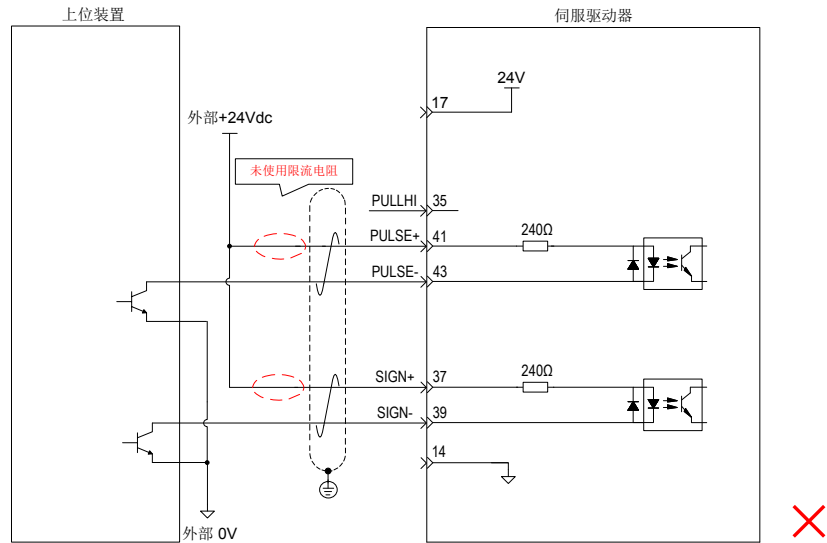 上位装置
伺服驱动器
24V
17
外部+24Vdc
未使用限流电阻
PULLHI 35
PULSE+ 41 240Ω
PULSE- 43
SIGN+ 37 240Ω
SIGN- 39
14
外部 0V